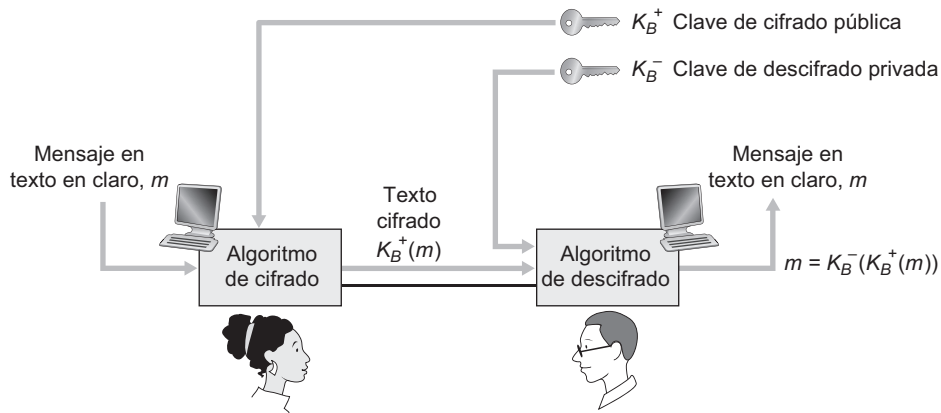 K_B^+ Clave de cifrado pública
K_B^− Clave de descifrado privada
Mensaje en
texto en claro, m
Texto
cifrado
K_B^+(m)
Mensaje en
texto en claro, m
Algoritmo
de cifrado
Algoritmo
de descifrado
m = K_B^−(K_B^+(m))